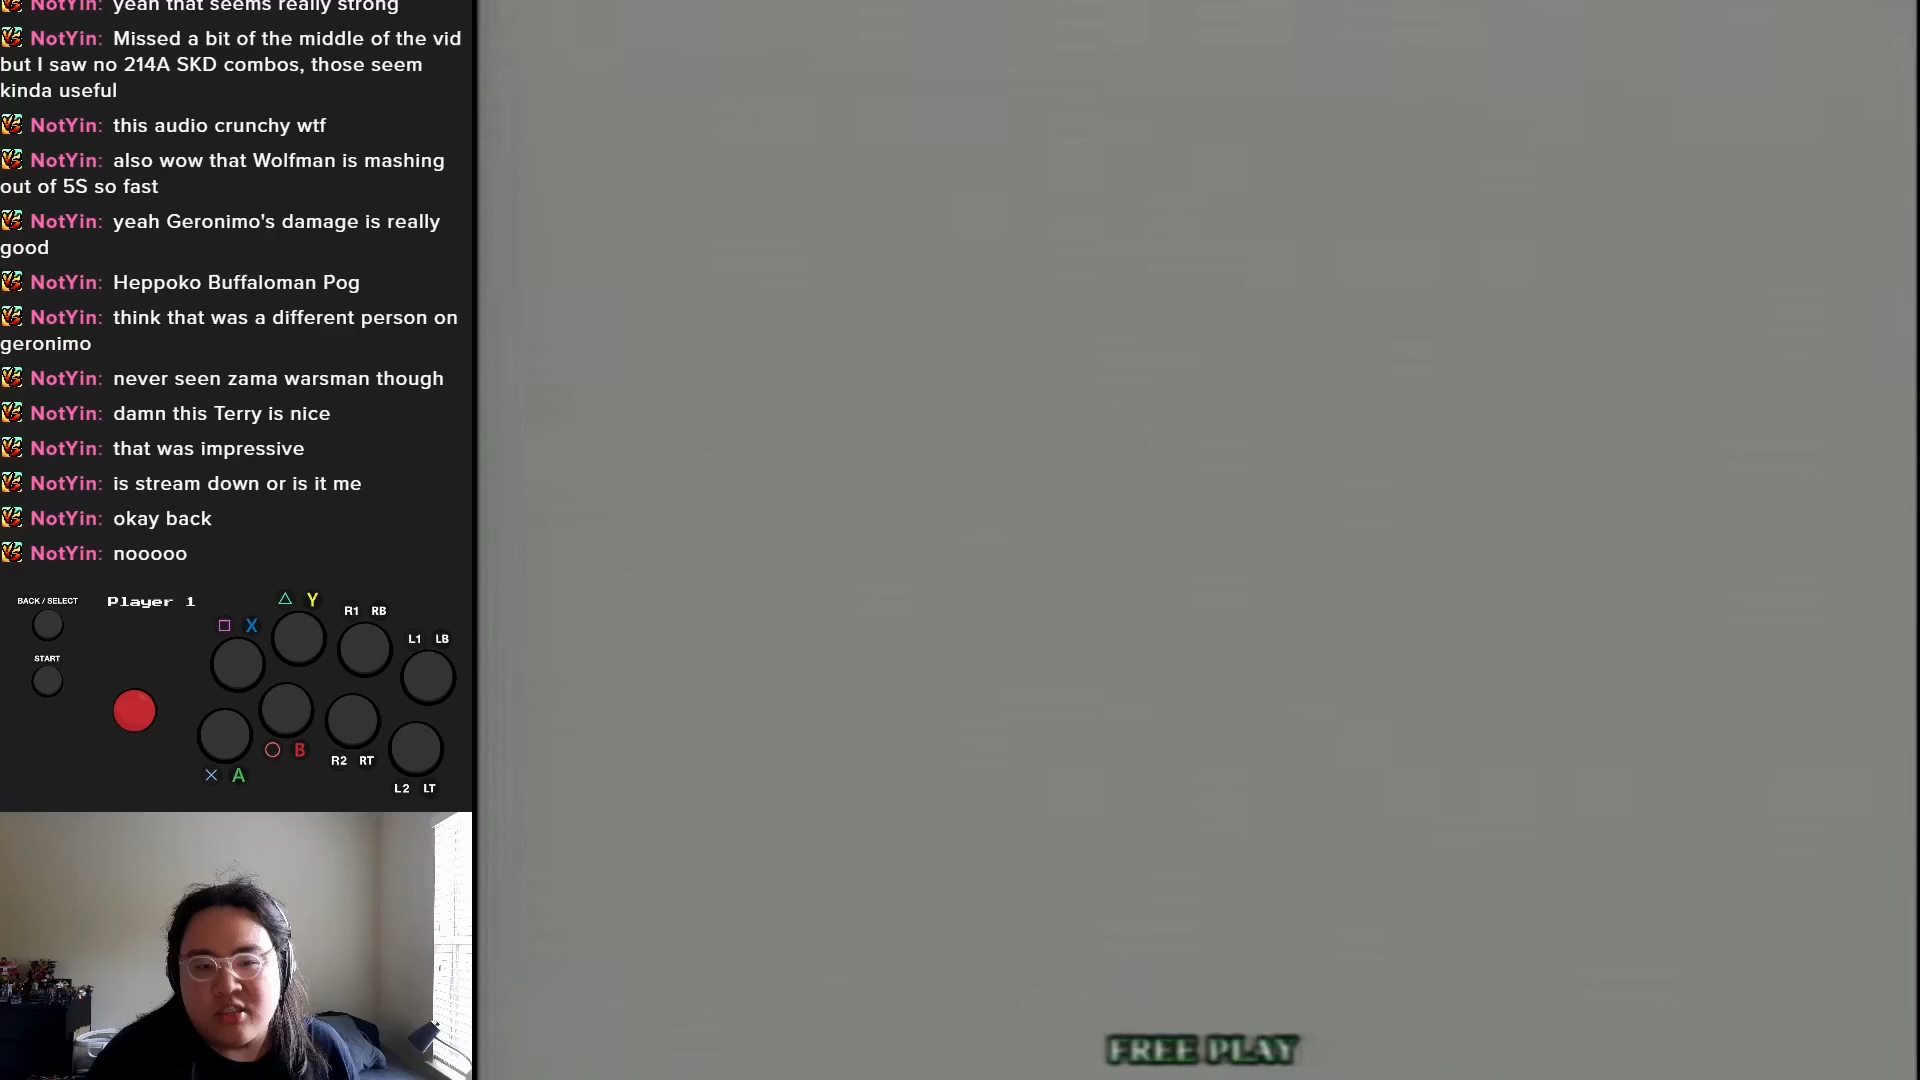 NotYin: yeah that seems really strong
NotYin: Missed a bit of the middle of the vid
but I saw no 214A SKD combos, those seem
kinda useful
NotYin: this audio crunchy wtf
NotYin: also wow that Wolfman is mashing
out of 5S so fast
NotYin: yeah Geronimo's damage is really
good
NotYin: Heppoko Buffaloman Pog
NotYin: think that was a different person on
geronimo
NotYin: never seen zama warsman though
NotYin: damn this Terry is nice
NotYin: that was impressive
NotYin: is stream down or is it me
NotYin: okay back
NotYin: nooooo
BACK / SELECT
Player 1
Y
R1 RB
X
L1 LB
START
B
R2 RT
A
L2 LT
FREE PLAY